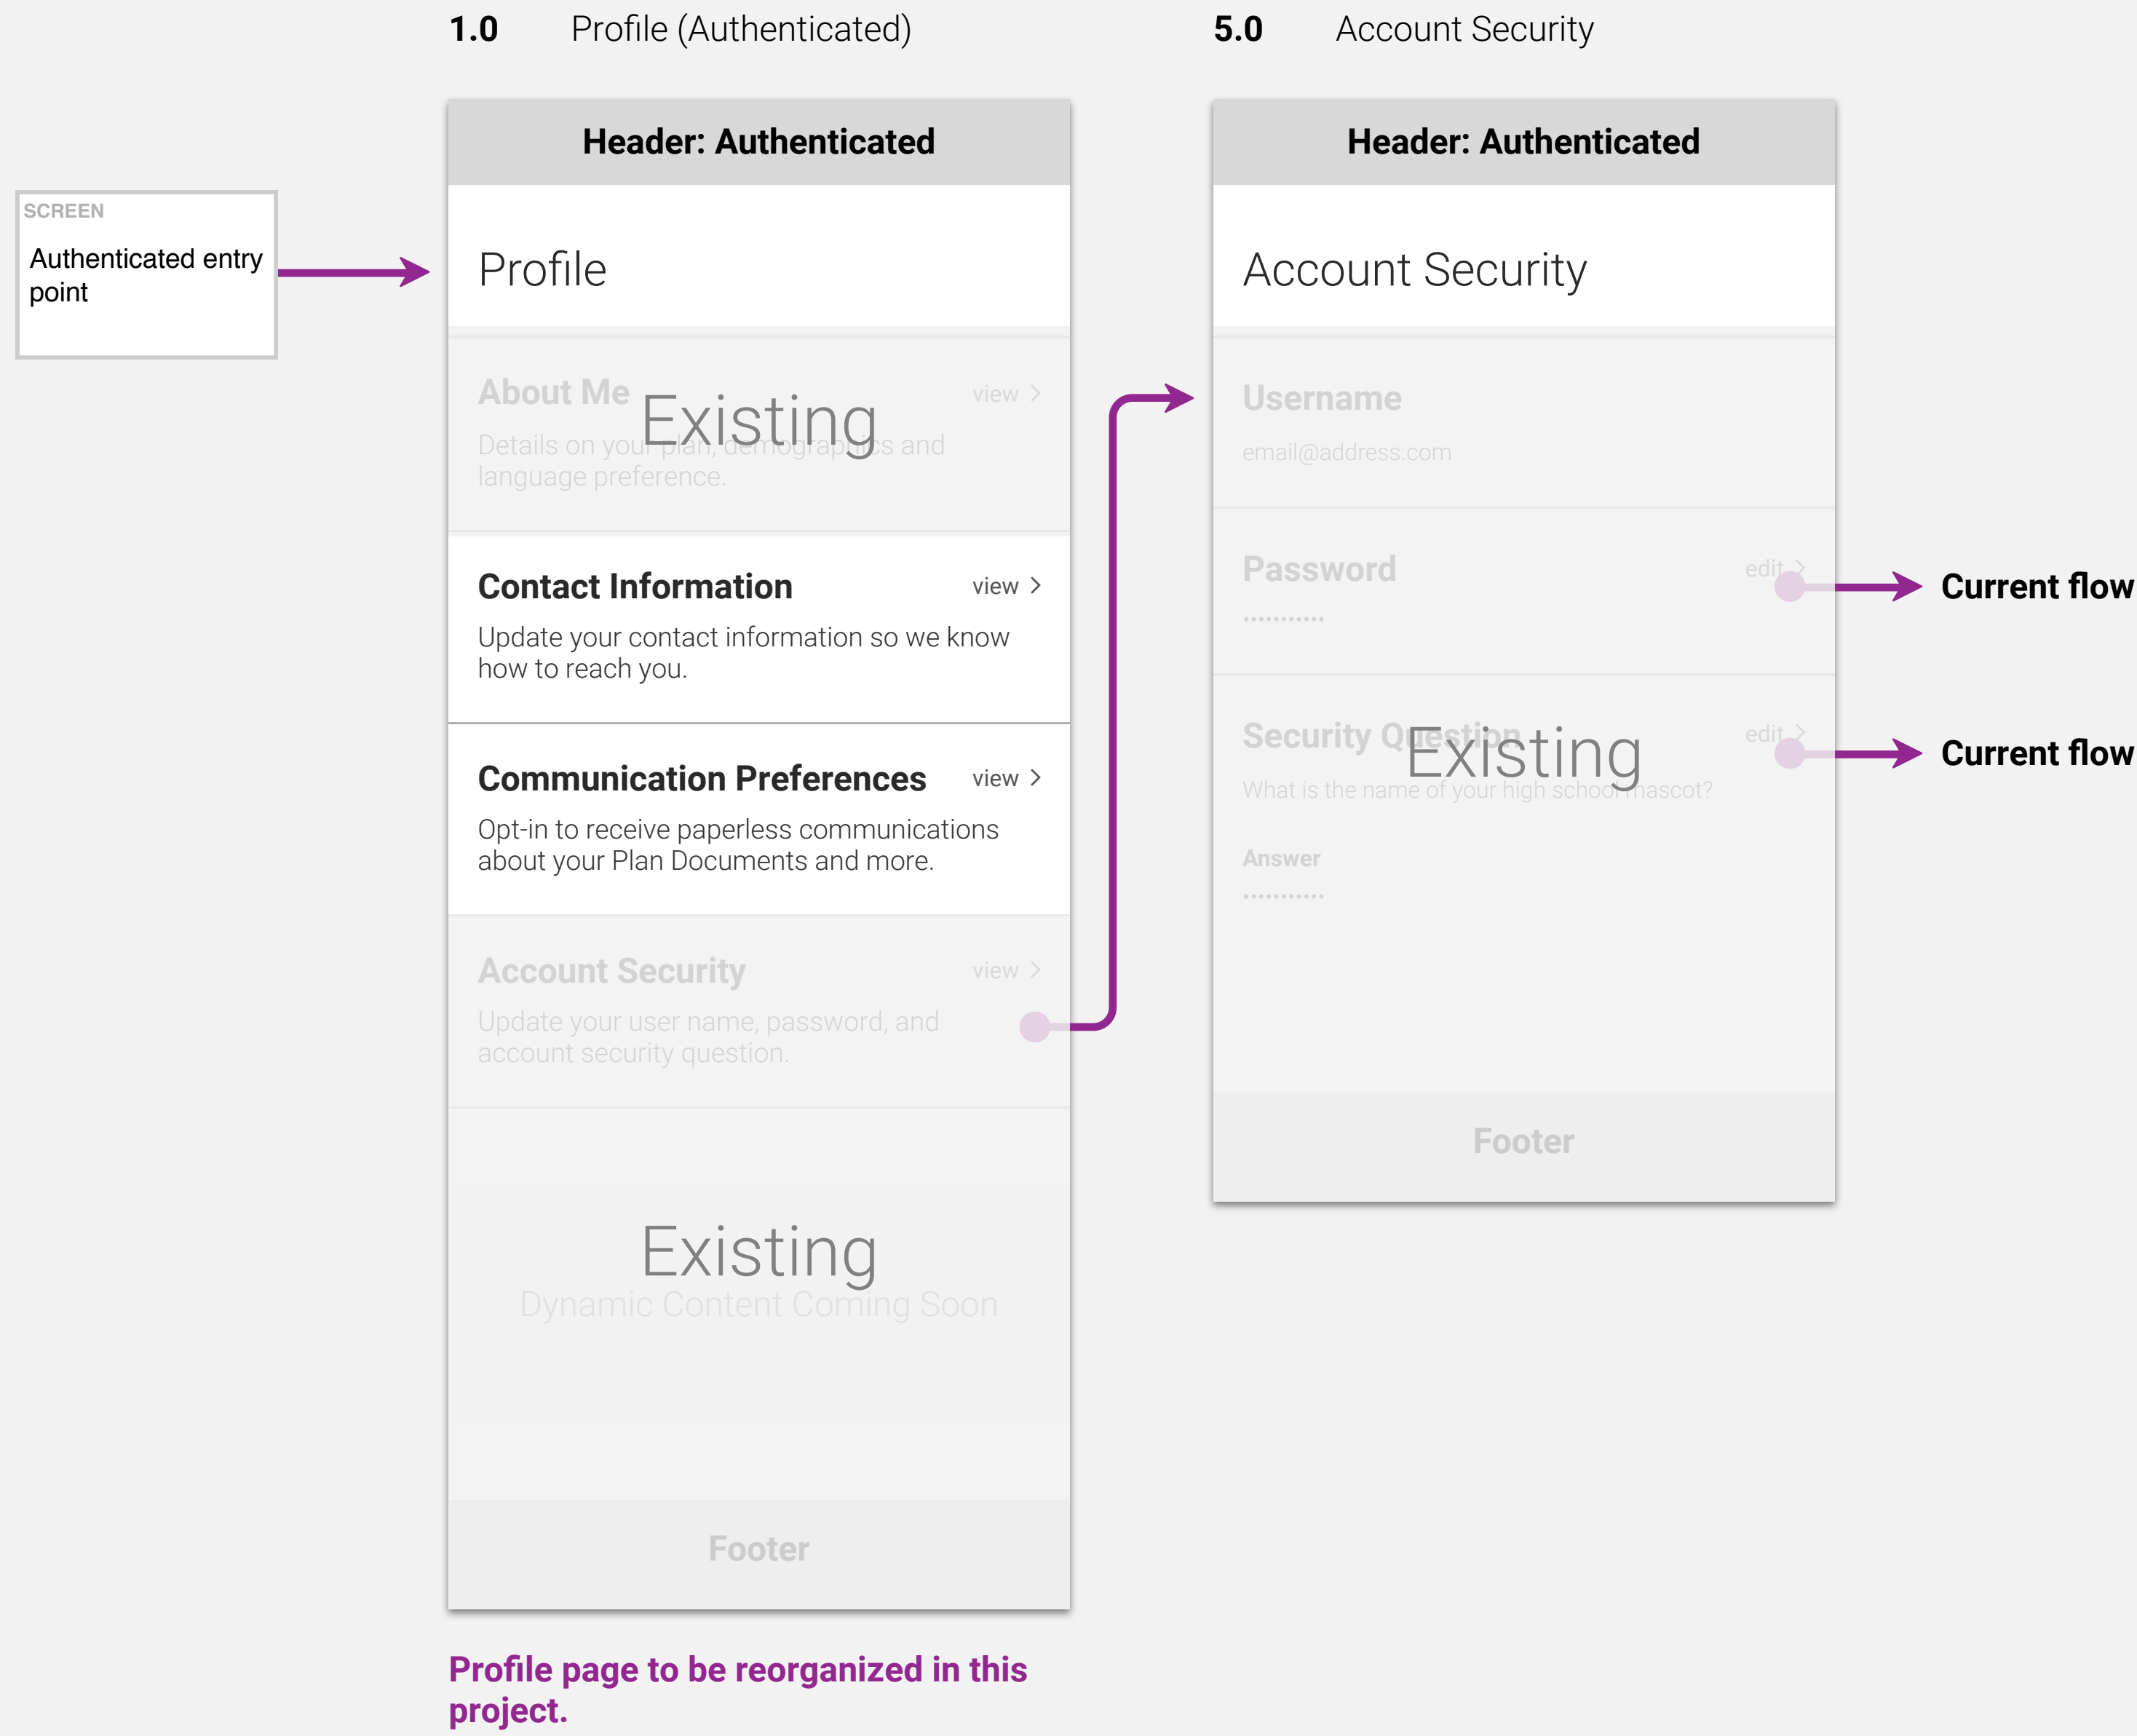 1.0 Profile (Authenticated)
5.0 Account Security
SCREEN
Authenticated entry
point
Header: Authenticated
Profile
About Me view >
Existing
Details on your plan, demographics and
language preference.
Contact Information view >
Update your contact information so we know
how to reach you.
Communication Preferences view >
Opt-in to receive paperless communications
about your Plan Documents and more.
Account Security view >
Update your user name, password, and
account security question.
Existing
Dynamic Content Coming Soon
Footer
Profile page to be reorganized in this
project.
Header: Authenticated
Account Security
Username
email@address.com
Password edit >
...........
Current flow
Security Question edit >
Existing
Current flow
What is the name of your high school mascot?
Answer
...........
Footer